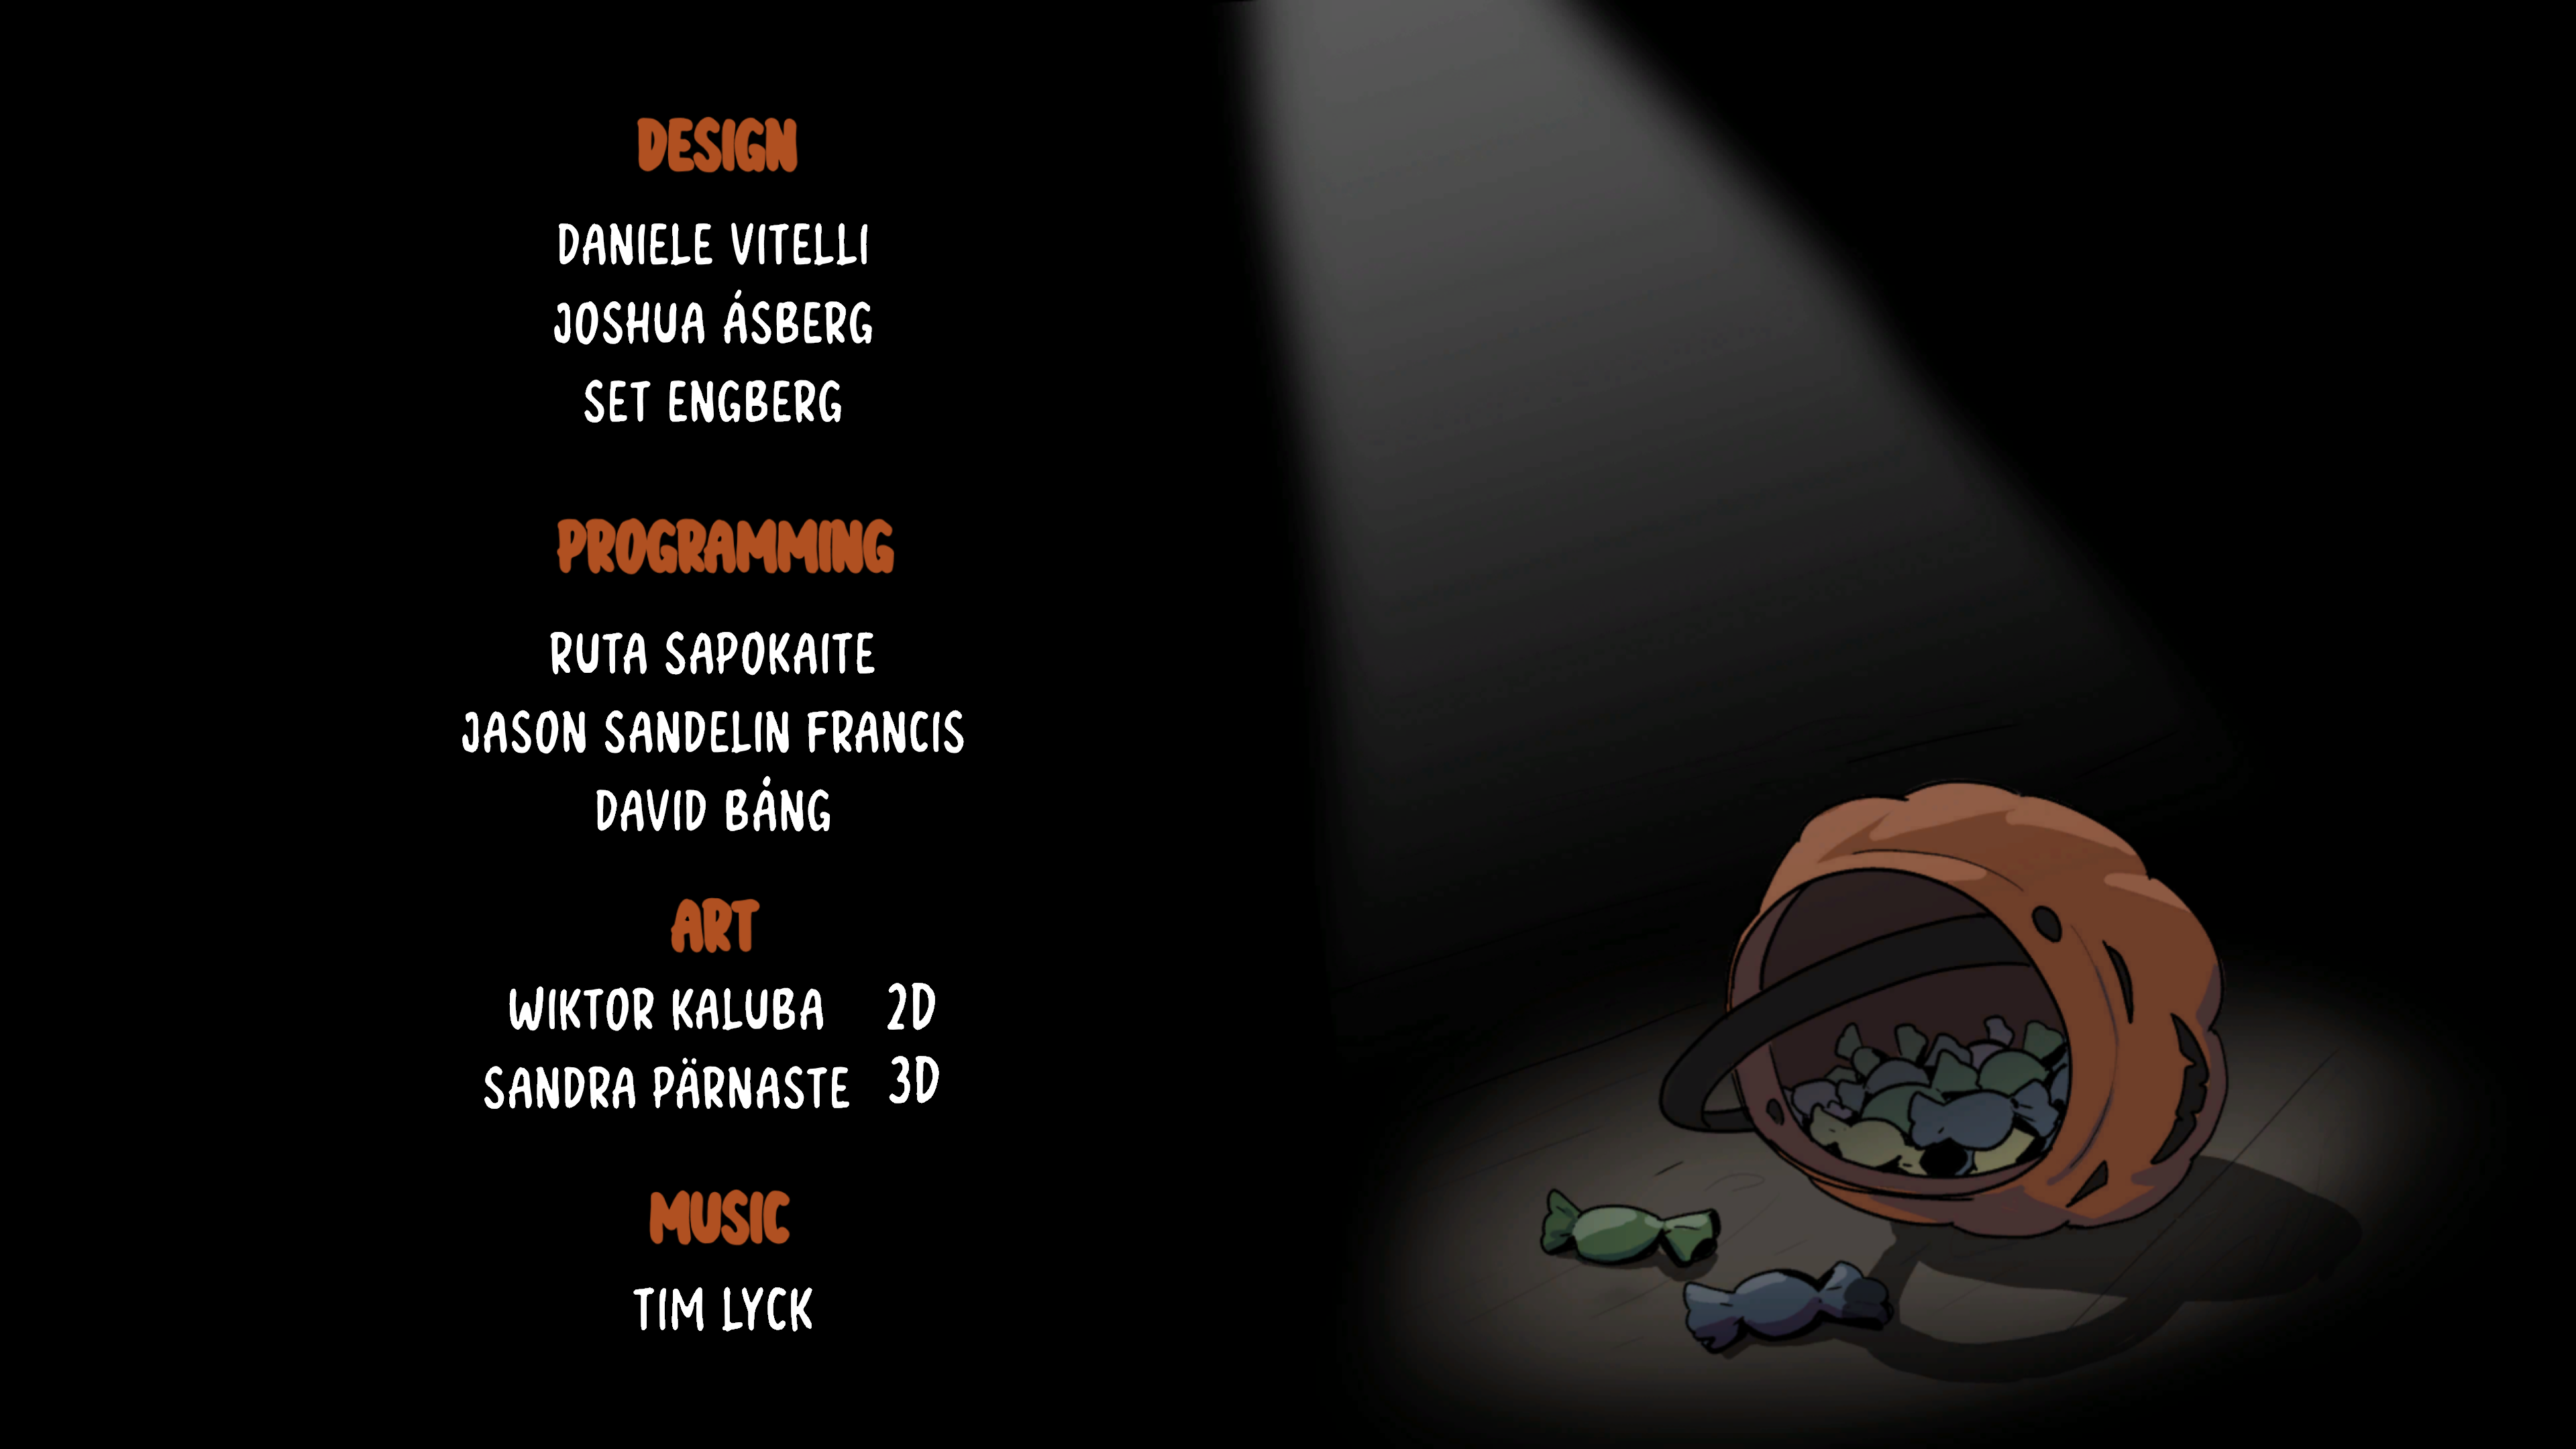 DESIGN
DANIELE VITELLI
JOSHUA ÅSBERG
SET ENGBERG
PROGRAMMING
RUTA SAPOKAITE
JASON SANDELIN FRANCIS
DAVID BÅNG
ART
WIKTOR KALUBA 2D
SANDRA PÄRNASTE 3D
MUSIC
TIM LYCK